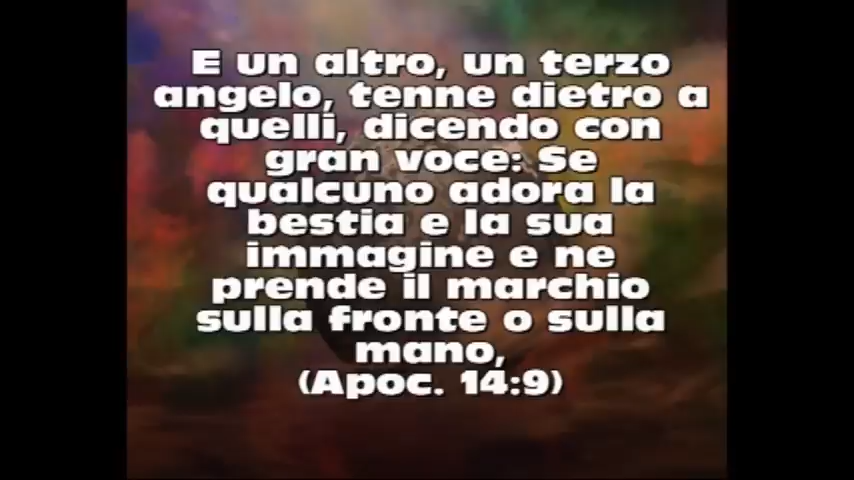 E un altro, un terzo
angelo, tenne dietro a
quelli, dicendo con
gran voce: Se
qualcuno adora la
bestia e la sua
immagine e ne
prende il marchio
sulla fronte o sulla
mano,
(Apoc. 14:9)